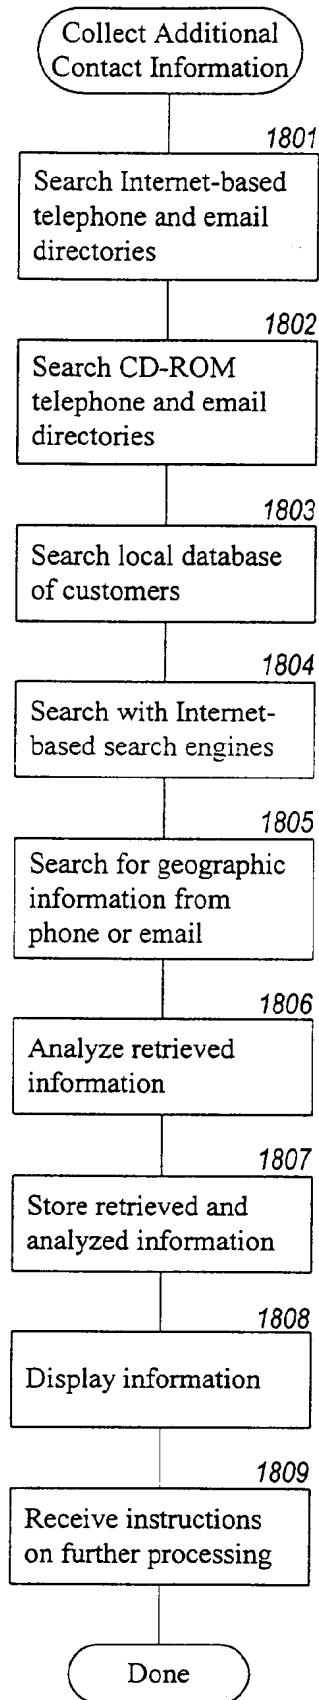 Collect Additional
Contact Information
1801
Search Internet-based
telephone and email
directories
1802
Search CD-ROM
telephone and email
directories
1803
Search local database
of customers
1804
Search with Internet-
based search engines
1805
Search for geographic
information from
phone or email
1806
Analyze retrieved
information
1807
Store retrieved and
analyzed information
1808
Display information
1809
Receive instructions
on further processing
Done